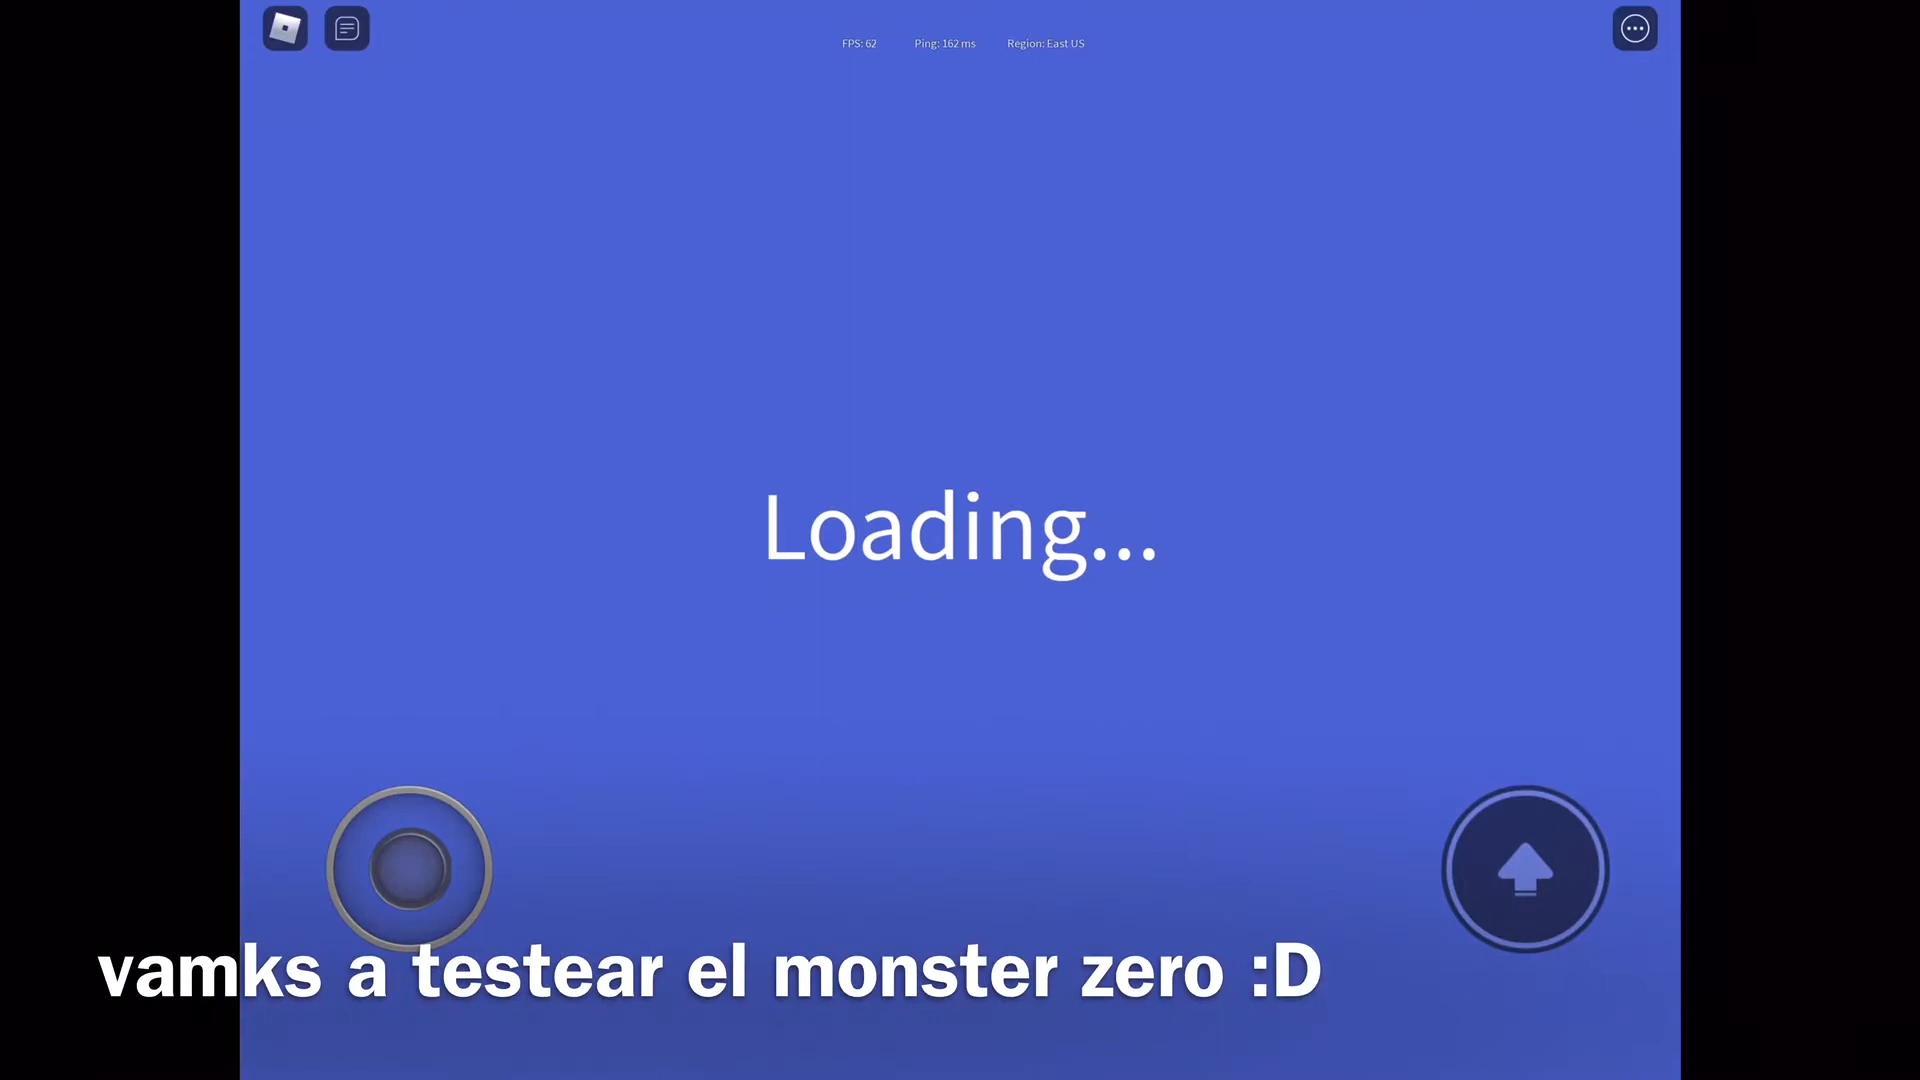 FPS: 62 Ping: 162 ms Region: East US
Loading...
vamks a testear el monster zero :D